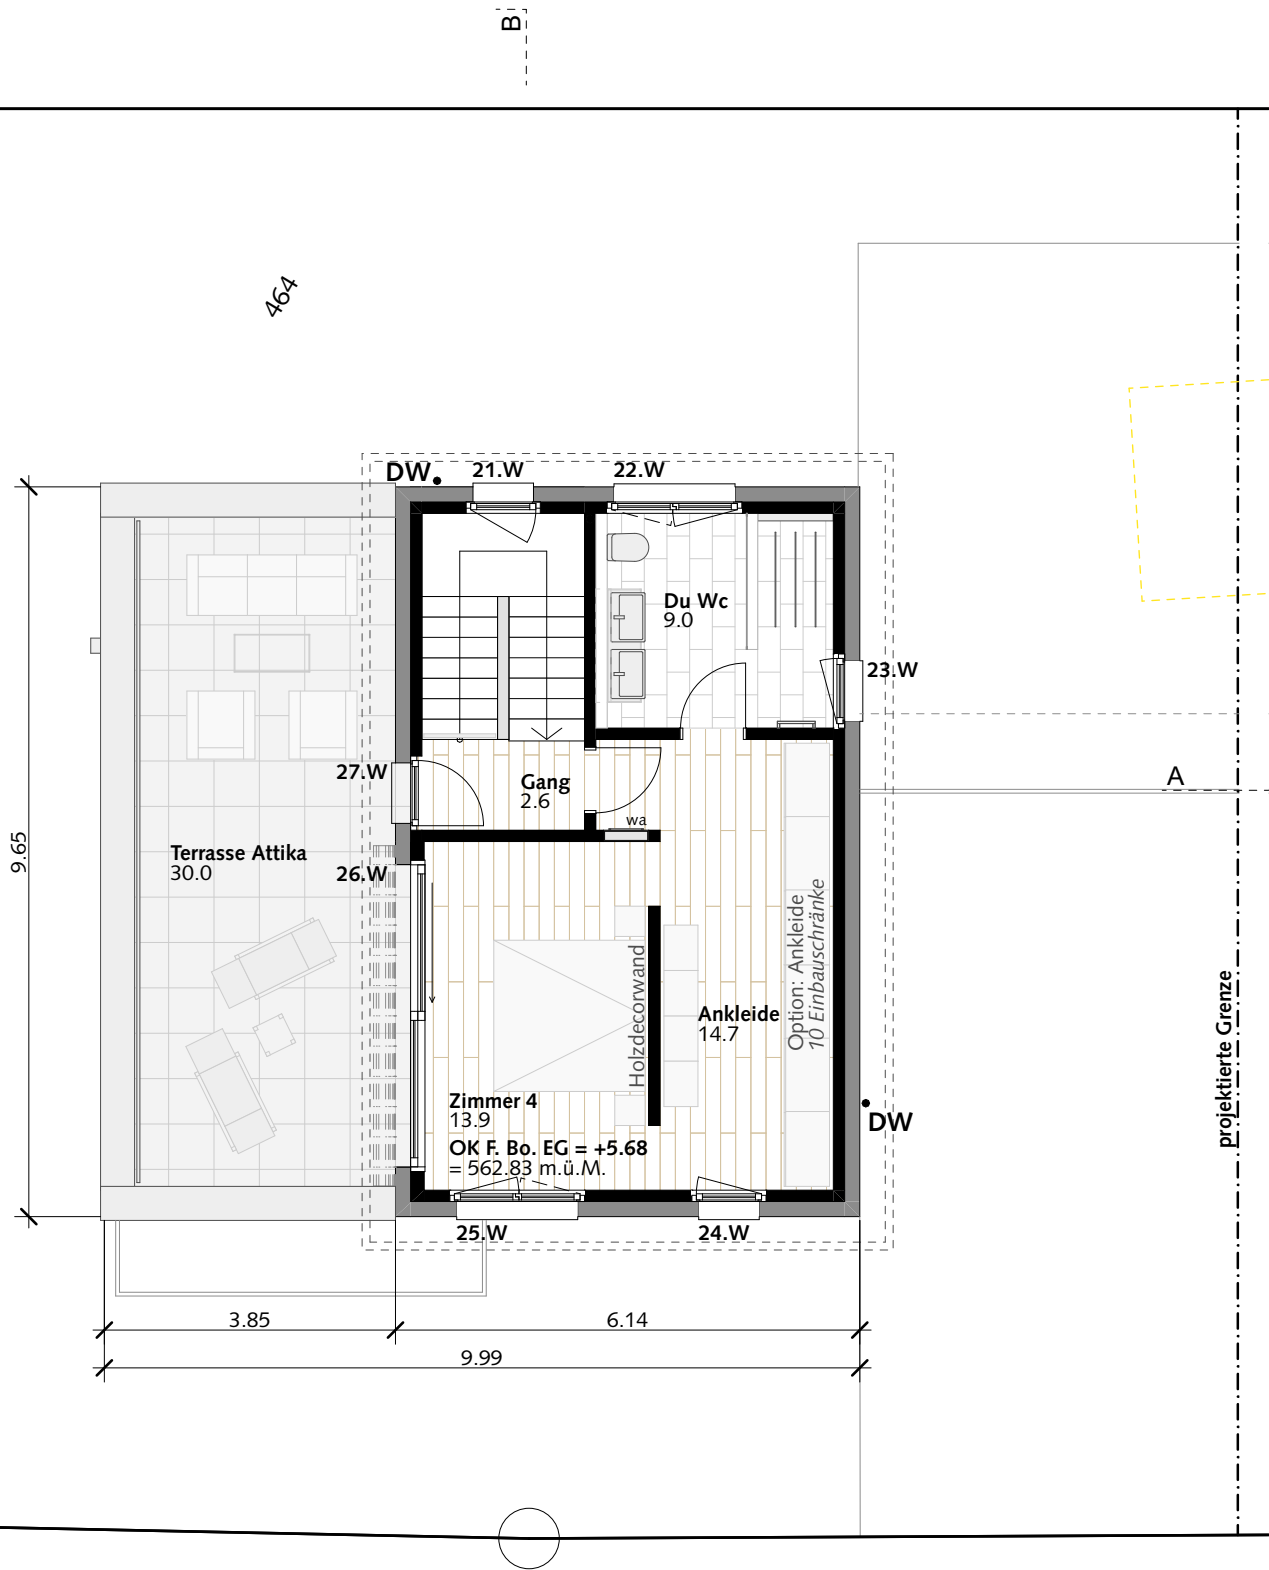 B
464
DW
21.W
22.W
Du Wc
9.0
23.W
27.W
Gang
2.6
wa
A
9.65
Terrasse Attika
30.0
26.W
Holzdecorwand
Option: Ankleide
10 Einbauschränke
Ankleide
14.7
projektierte Grenze
Zimmer 4
13.9
OK F. Bo. EG = +5.68
= 562.83 m.ü.M.
DW
25.W
24.W
3.85
6.14
9.99